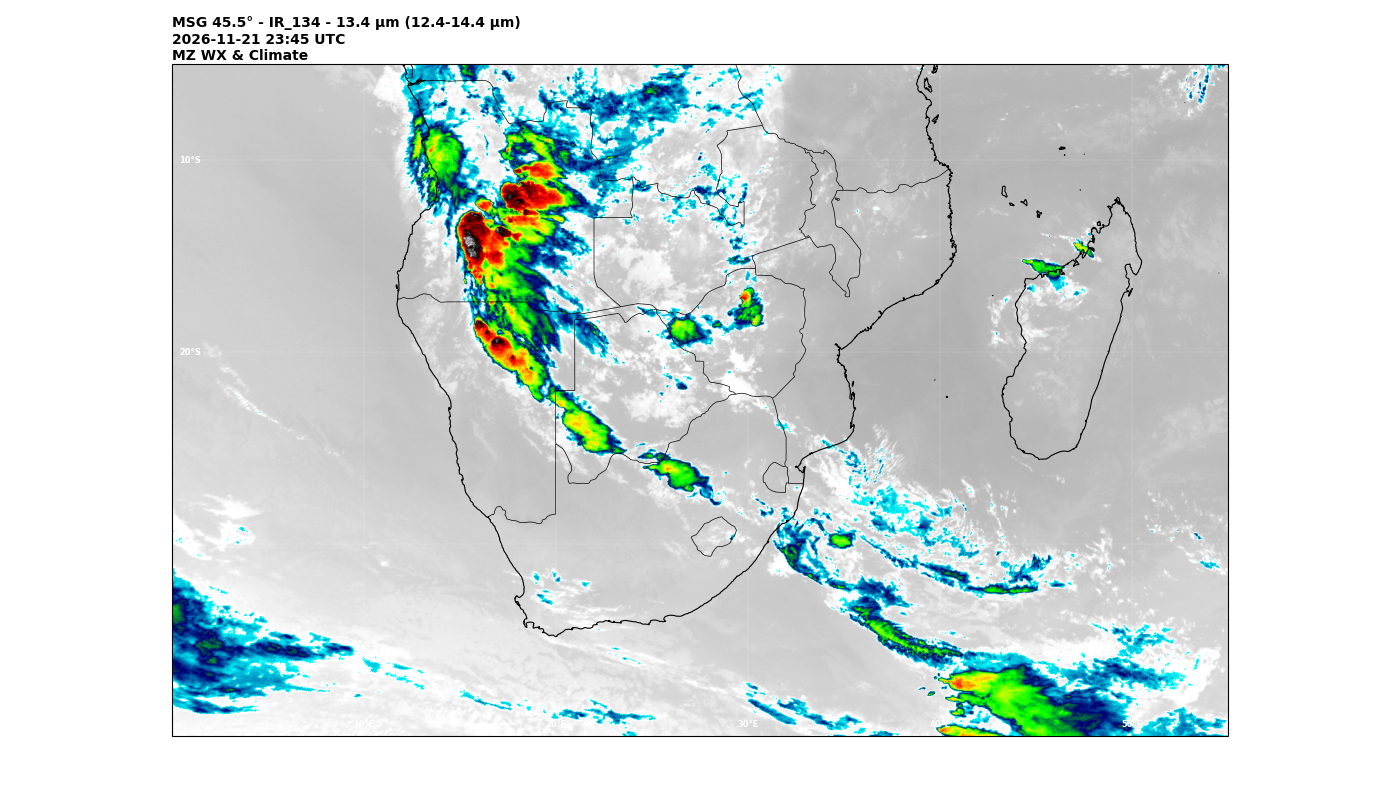 MSG 45.5° - IR_134 - 13.4 µm (12.4-14.4 µm)
2026-11-21 23:45 UTC
MZ WX & Climate
10°S
20°S
30°E